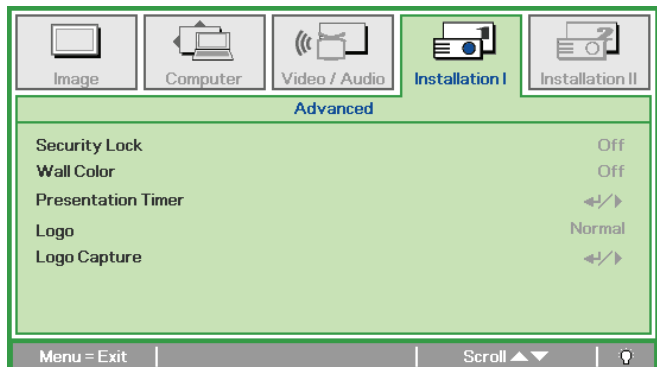 Image
Computer
Video / Audio
Installation I
Installation II
Advanced
Security Lock Off
Wall Color Off
Presentation Timer
Logo Normal
Logo Capture
Menu = Exit Scroll